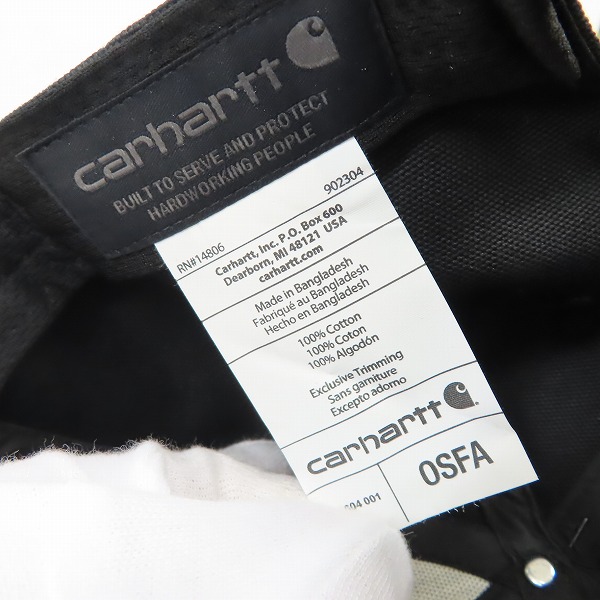 carhartt
BUILT TO SERVE AND PROTECT
HARDWORKING PEOPLE
RN#14806
902304
Carhartt, Inc. P.O. Box 600
Dearborn, MI 48121 USA
carhartt.com
Made in Bangladesh
Fabriqué au Bangladesh
Hecho en Bangladesh
100% Cotton
100% Coton
100% Algodón
Exclusive Trimming
Sans garniture
Excepto adorno
carhartt
001
OSFA